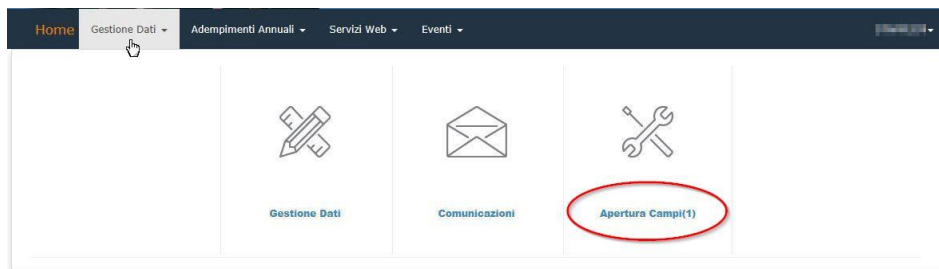 Home Gestione Dati Adempimenti Annuali Servizi Web Eventi
Gestione Dati Comunicazioni Apertura Campi(1)